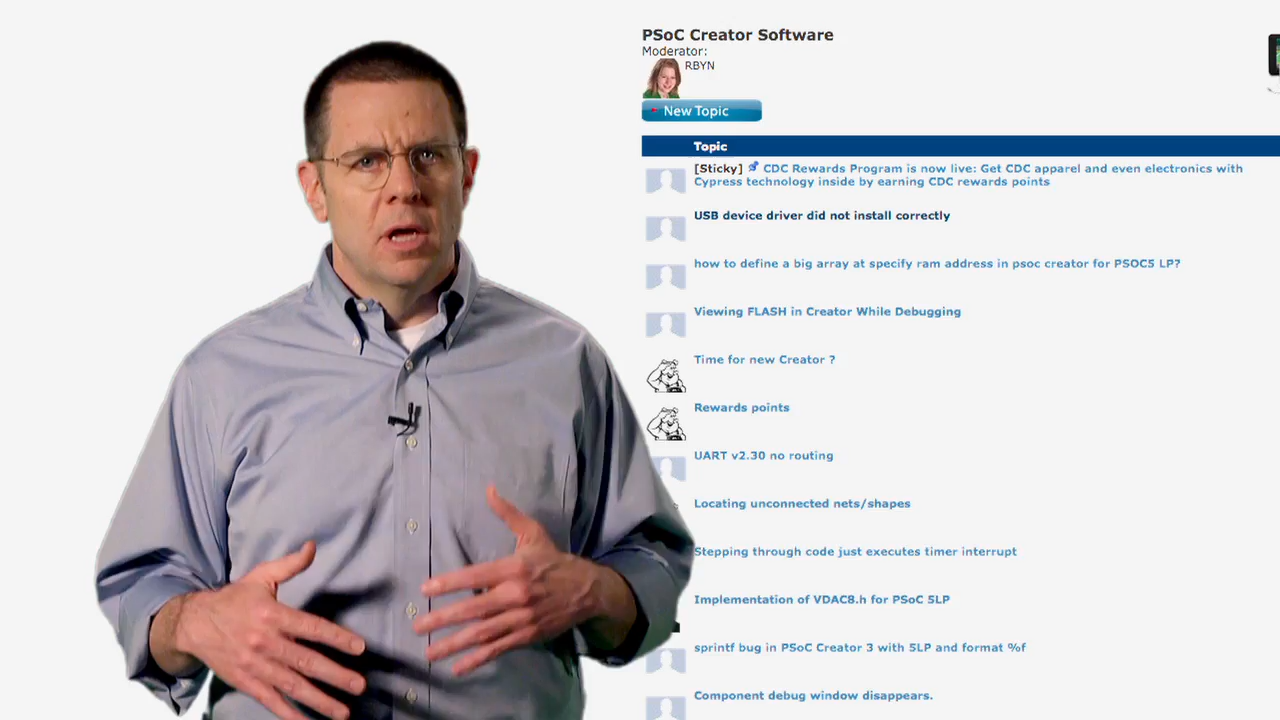 PSoC Creator Software
Moderator:
RBYN
New Topic
Topic
[Sticky] CDC Rewards Program is now live: Get CDC apparel and even electronics with
Cypress technology inside by earning CDC rewards points
USB device driver did not install correctly
how to define a big array at specify ram address in psoc creator for PSOC5 LP?
Viewing FLASH in Creator While Debugging
Time for new Creator ?
Rewards points
UART v2.30 no routing
Locating unconnected nets/shapes
Stepping through code just executes timer interrupt
Implementation of VDAC8.h for PSoC 5LP
sprintf bug in PSoC Creator 3 with 5LP and format %f
Component debug window disappears.